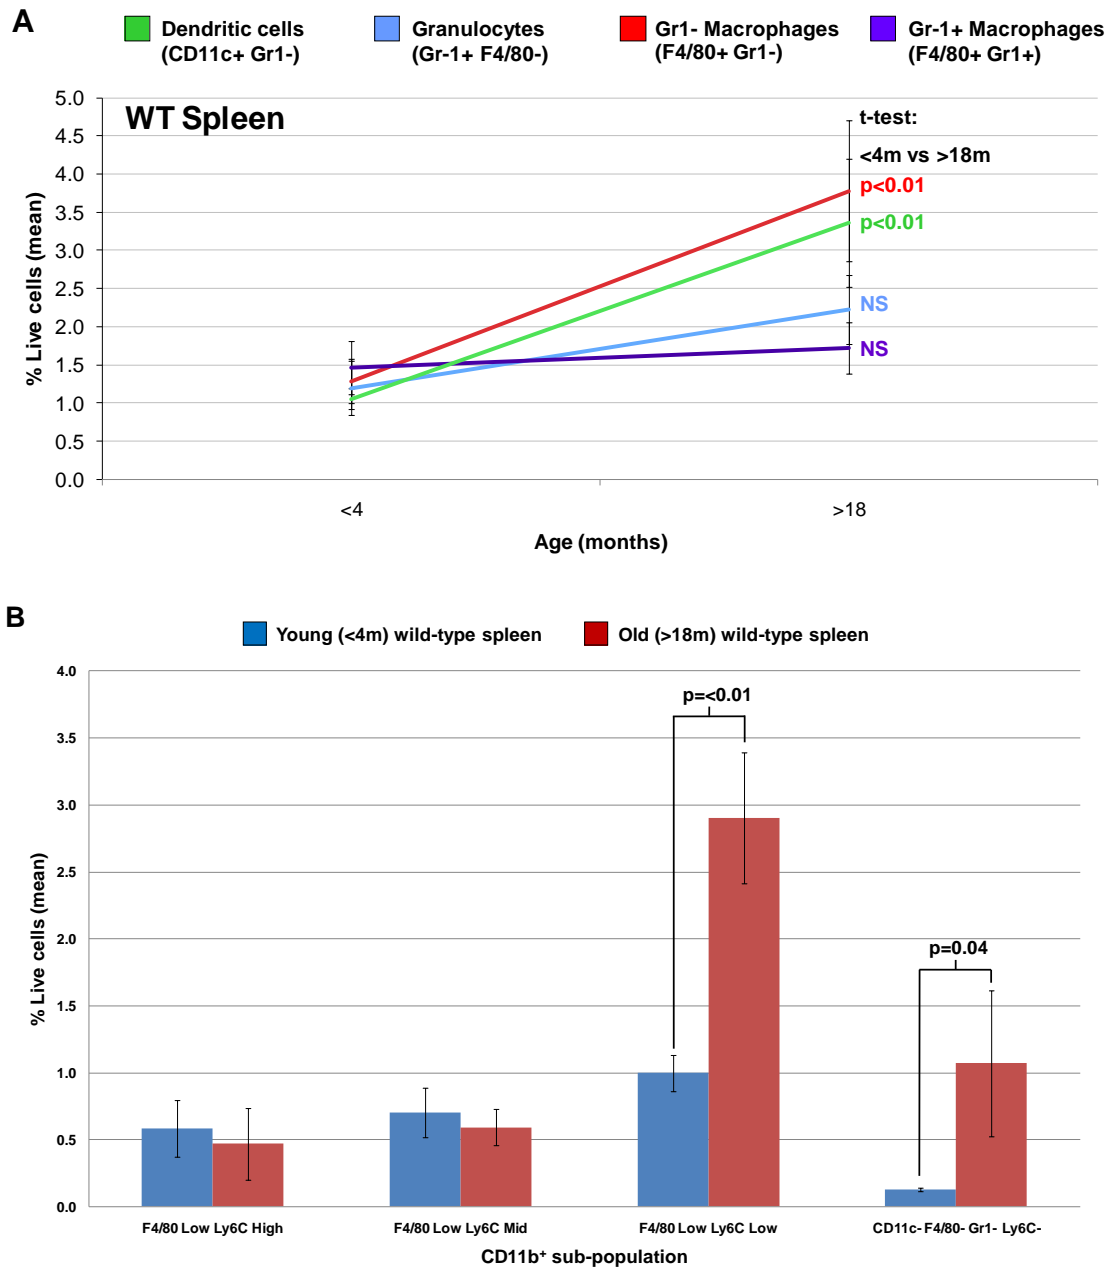 A
Dendritic cells
(CD11c+ Gr1-)
Granulocytes
(Gr-1+ F4/80-)
Gr1- Macrophages
(F4/80+ Gr1-)
Gr-1+ Macrophages
(F4/80+ Gr1+)
WT Spleen
t-test:
<4m vs >18m
p<0.01
p<0.01
NS
NS
% Live cells (mean)
5.0
4.5
4.0
3.5
3.0
2.5
2.0
1.5
1.0
0.5
0.0
<4
>18
Age (months)
B
Young (<4m) wild-type spleen
Old (>18m) wild-type spleen
% Live cells (mean)
4.0
3.5
3.0
2.5
2.0
1.5
1.0
0.5
0.0
p=<0.01
p=0.04
F4/80 Low Ly6C High
F4/80 Low Ly6C Mid
F4/80 Low Ly6C Low
CD11c- F4/80- Gr1- Ly6C-
CD11b⁺ sub-population